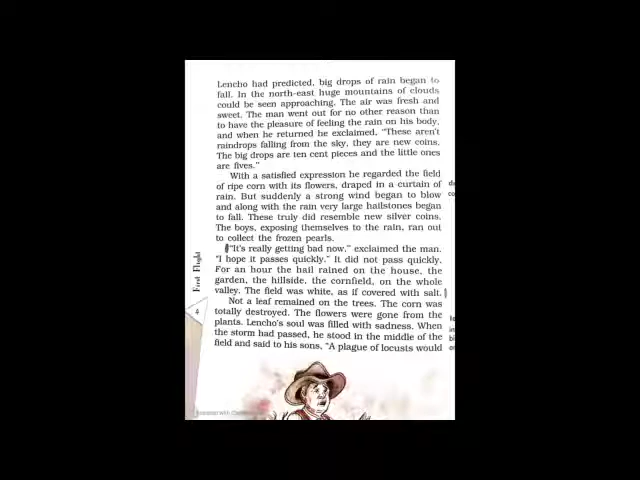 Lencho had predicted, big drops of rain began to
fall. In the north-east huge mountains of clouds
could be seen approaching. The air was fresh and
sweet. The man went out for no other reason than
to have the pleasure of feeling the rain on his body,
and when he returned he exclaimed, "These aren't
raindrops falling from the sky, they are new coins.
The big drops are ten cent pieces and the little ones
are fives."
With a satisfied expression he regarded the field
of ripe corn with its flowers, draped in a curtain of
rain. But suddenly a strong wind began to blow
and along with the rain very large hailstones began
to fall. These truly did resemble new silver coins.
The boys, exposing themselves to the rain, ran out
to collect the frozen pearls.
"It's really getting bad now," exclaimed the man.
"I hope it passes quickly." It did not pass quickly.
For an hour the hail rained on the house, the
garden, the hillside, the cornfield, on the whole
valley. The field was white, as if covered with salt.
Not a leaf remained on the trees. The corn was
totally destroyed. The flowers were gone from the
plants. Lencho's soul was filled with sadness. When
the storm had passed, he stood in the middle of the
field and said to his sons, "A plague of locusts would
First Flight
4